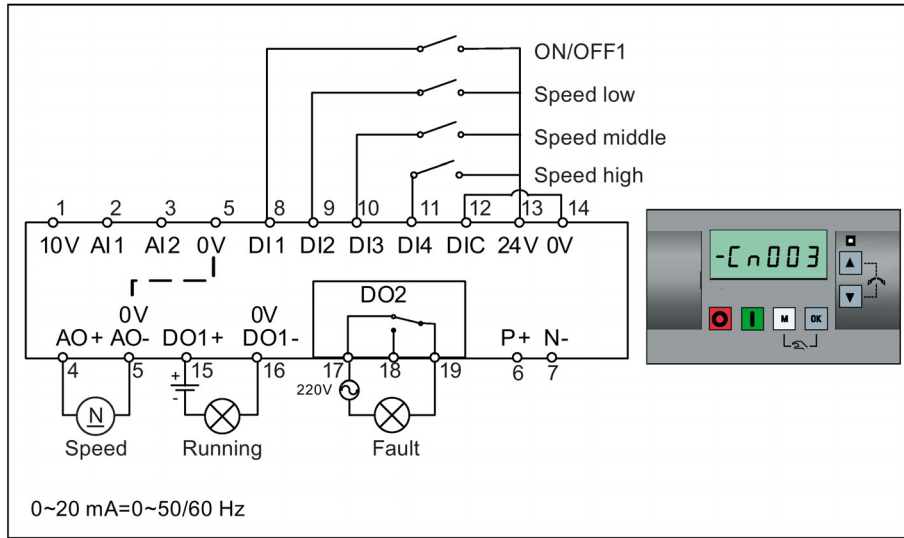 ON/OFF1
Speed low
Speed middle
Speed high
1 2 3 5 8 9 10 11 12 13 14
10V AI1 AI2 0V DI1 DI2 DI3 DI4 DIC 24V 0V
-Cn003
DO2
0V 0V
AO+ AO- DO1+ DO1- P+ N-
M OK
4 5 15 16 17 18 19 6 7
+
-
220V
N
Speed Running Fault
0~20 mA=0~50/60 Hz